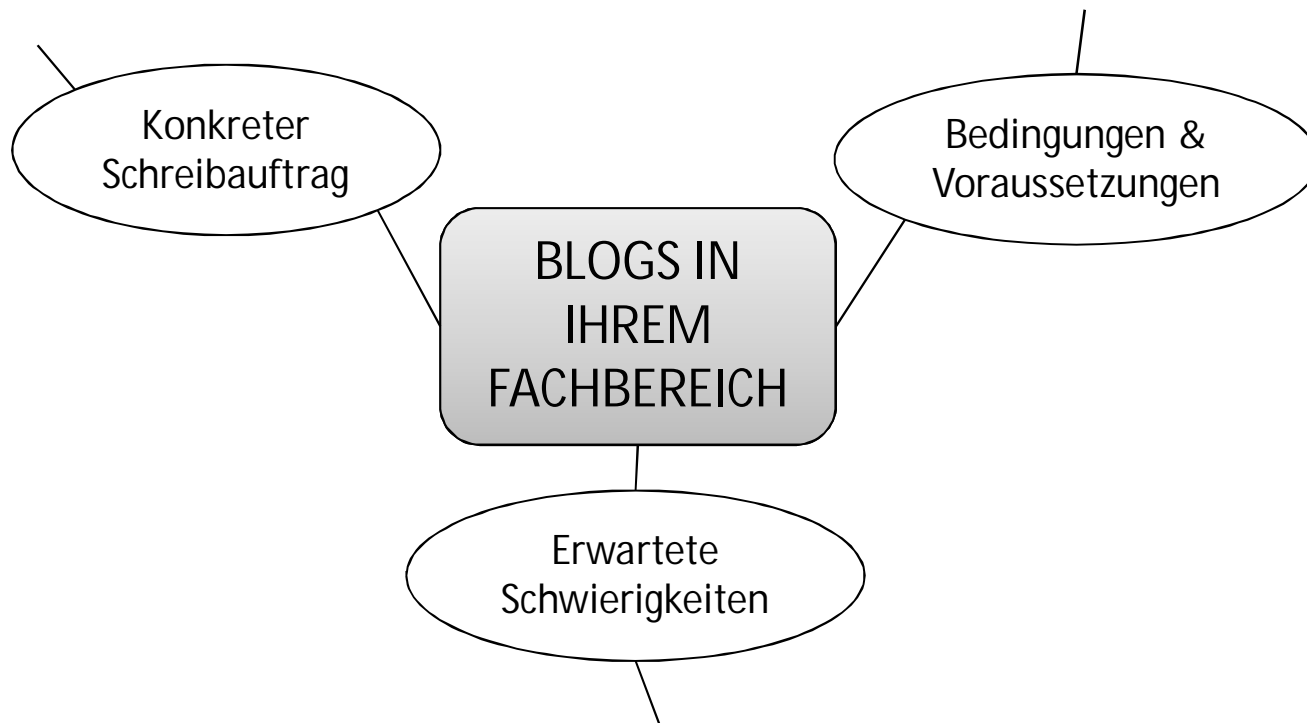 Konkreter
Schreibauftrag
Bedingungen &
Voraussetzungen
BLOGS IN
IHREM
FACHBEREICH
Erwartete
Schwierigkeiten